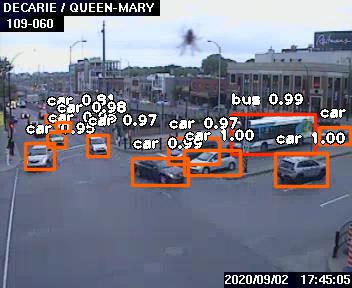 DECARIE / QUEEN-MARY
109-060
car 0.91
car 0.98
car 0.95
car 0.97
bus 0.99
car
car 0.97
car 1.00
car 0.99
car 1.00
2020/09/02 17:45:05